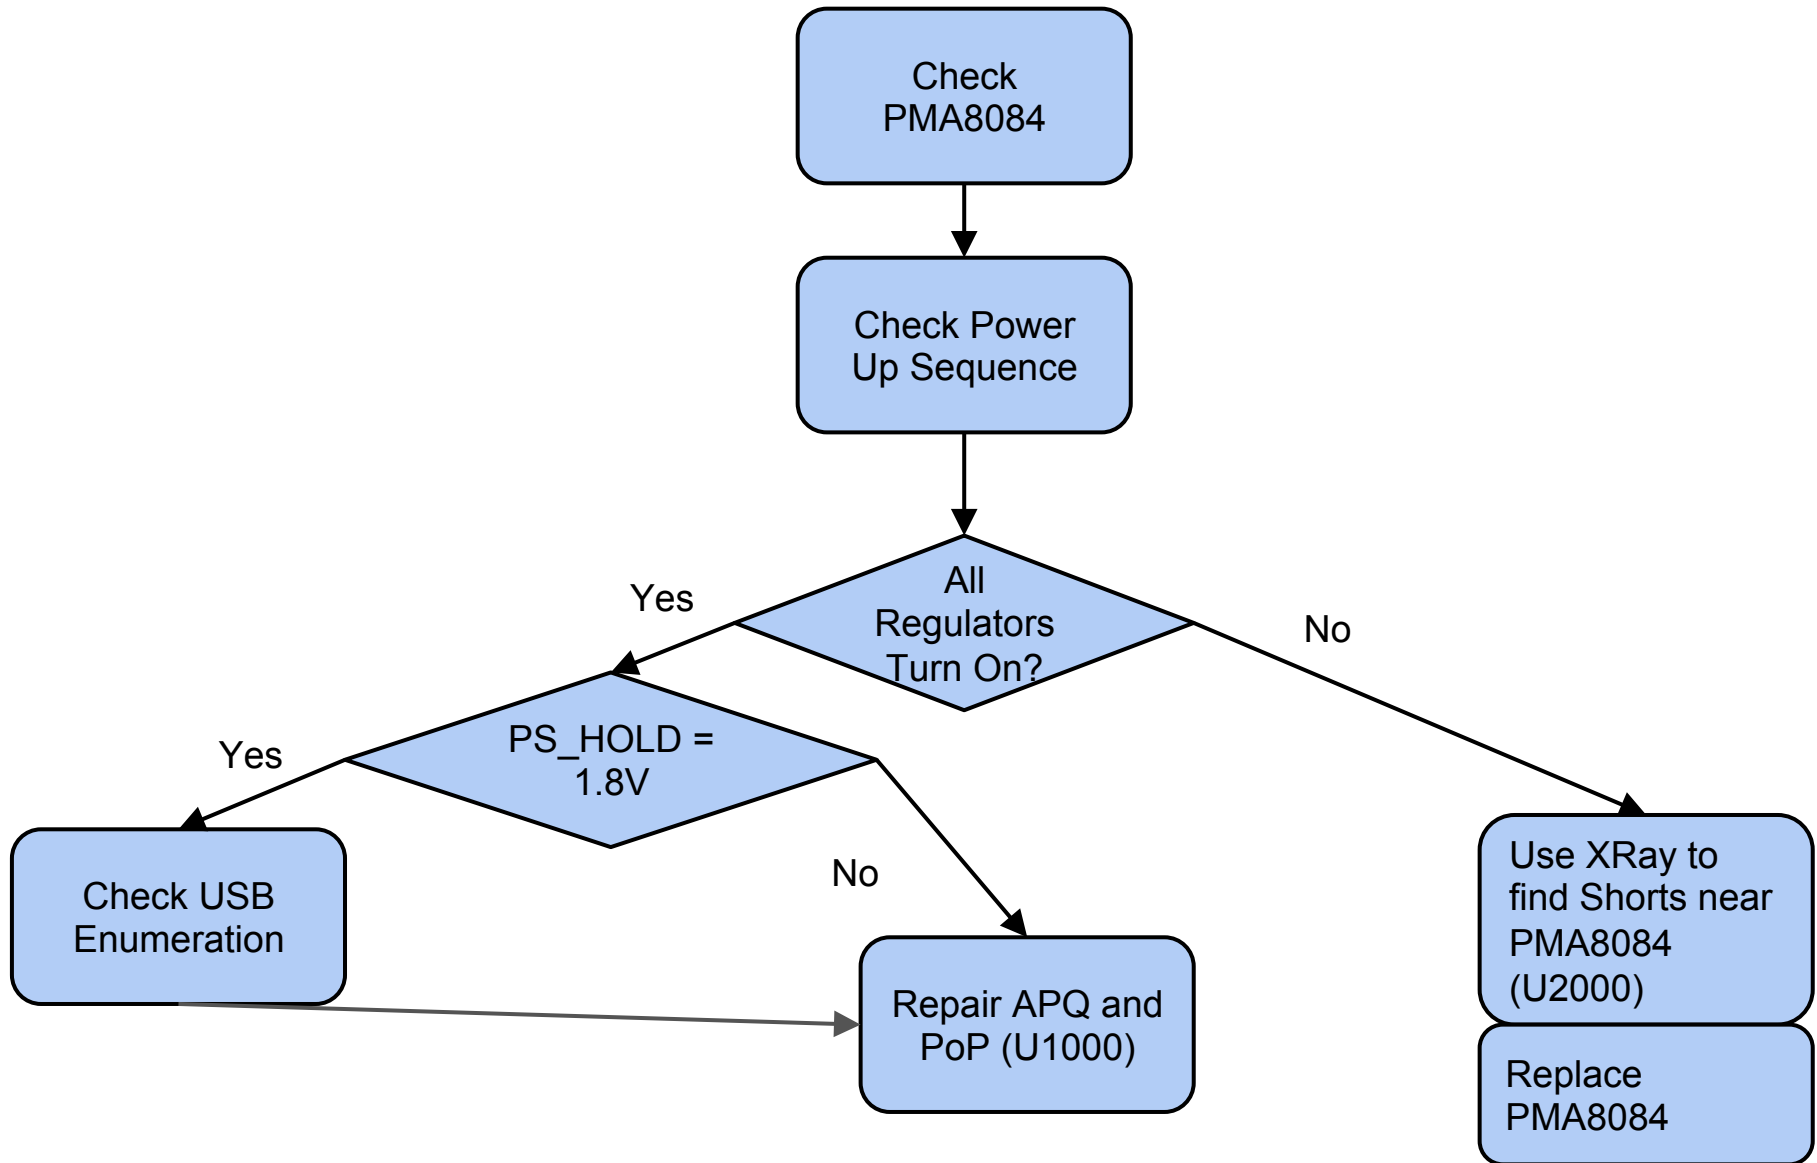 Check
PMA8084
Check Power
Up Sequence
All
Regulators
Turn On?
Yes
No
PS_HOLD =
1.8V
Yes
No
Check USB
Enumeration
Use XRay to
find Shorts near
PMA8084
(U2000)
Repair APQ and
PoP (U1000)
Replace
PMA8084